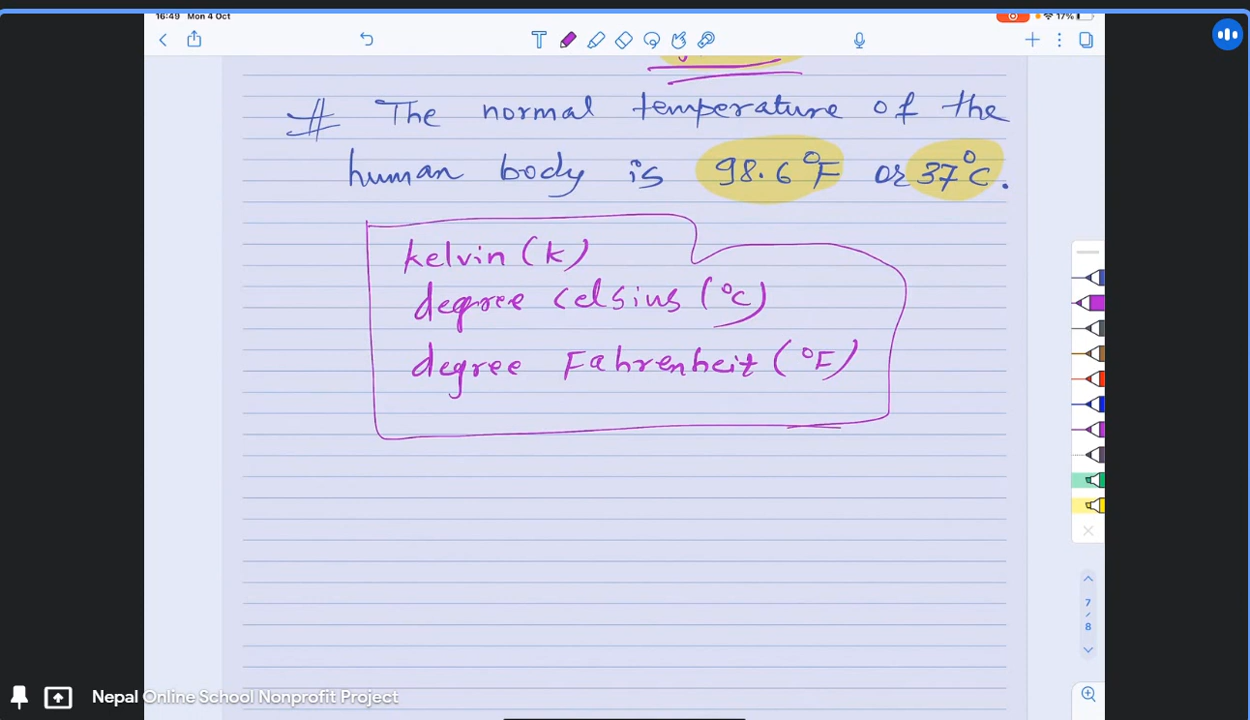 16:49 Mon 4 Oct
17%
# The normal temperature of the
human body is 98.6°F or 37°C.
kelvin (k)
degree celsius (°c)
degree Fahrenheit (°F)
7
/
8
Nepal Online School Nonprofit Project